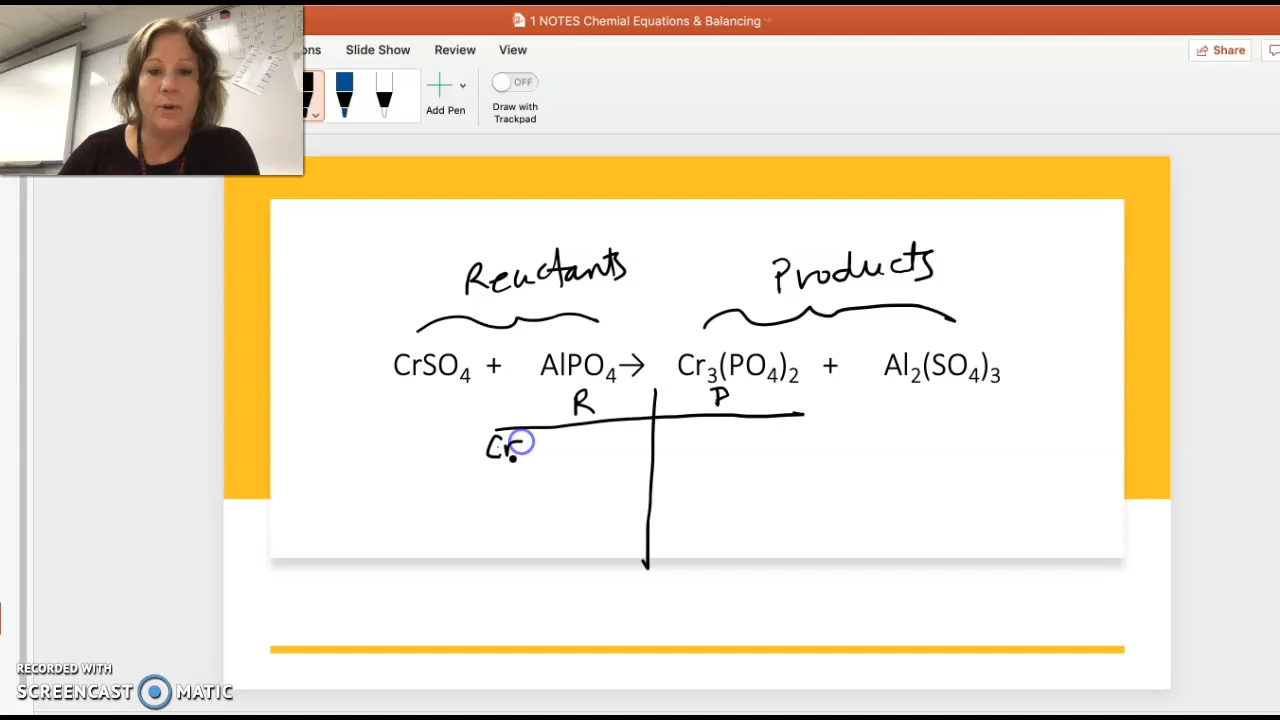 1 NOTES Chemial Equations & Balancing
ons Slide Show Review View
Share
OFF
Add Pen
Draw with
Trackpad
Reactants Products
CrSO₄ + AlPO₄→ Cr₃(PO₄)₂ + Al₂(SO₄)₃
R P
Cr
RECORDED WITH
SCREENCAST MATIC